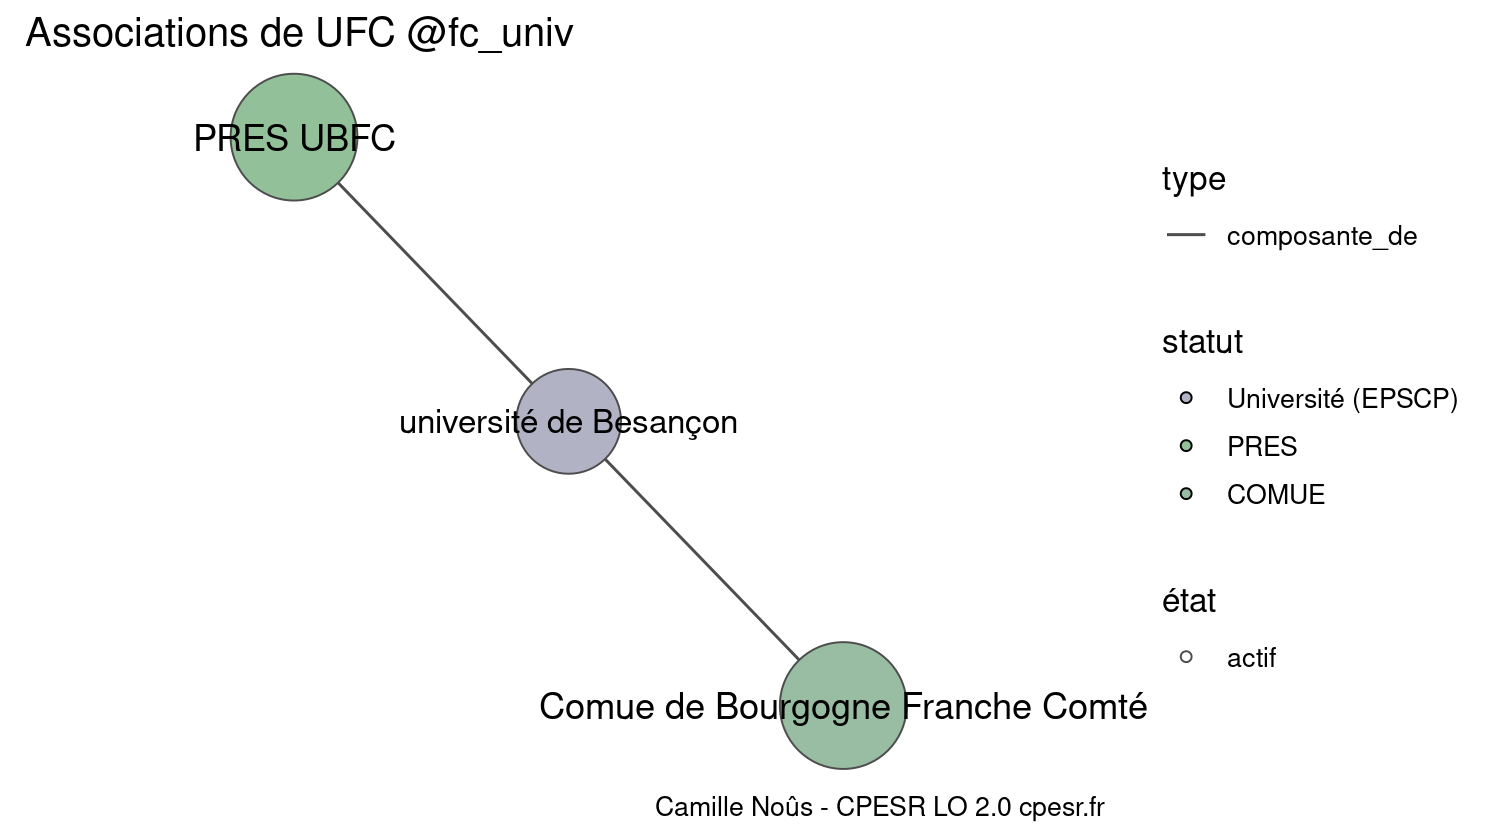 Associations de UFC @fc_univ
PRES UBFC
université de Besançon
Comue de Bourgogne Franche Comté
type
composante_de
statut
Université (EPSCP)
PRES
COMUE
état
actif
Camille Noûs - CPESR LO 2.0 cpesr.fr